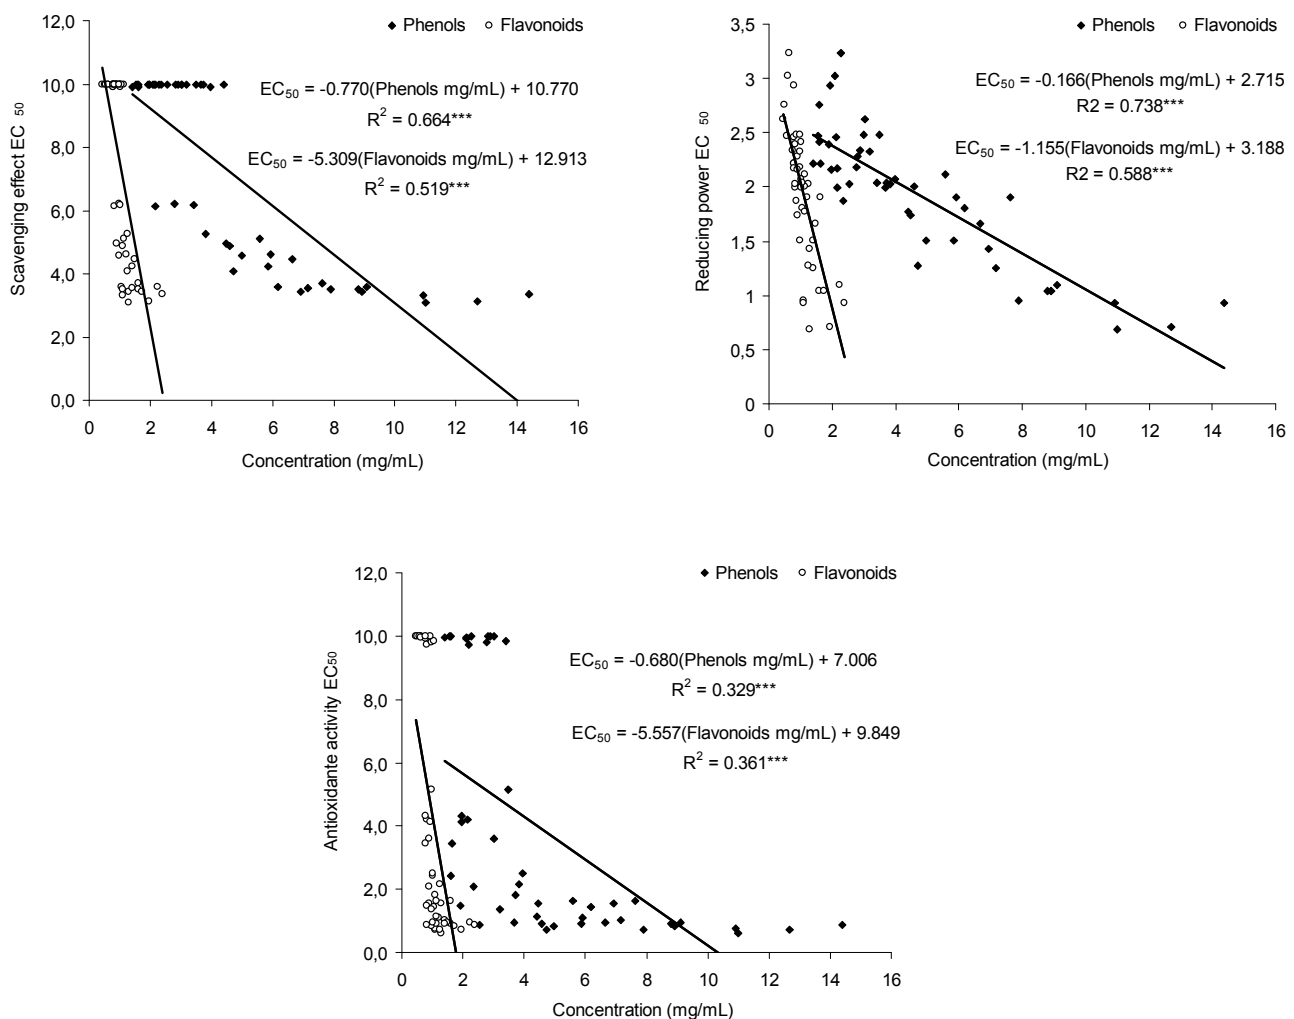 Phenols Flavonoids
12,0
10,0
8,0
6,0
4,0
2,0
0,0
Scavenging effect EC 50
EC50 = -0.770(Phenols mg/mL) + 10.770
R2 = 0.664***
EC50 = -5.309(Flavonoids mg/mL) + 12.913
R2 = 0.519***
0 2 4 6 8 10 12 14 16
Concentration (mg/mL)
Phenols Flavonoids
3,5
3
2,5
2
1,5
1
0,5
0
Reducing power EC 50
EC50 = -0.166(Phenols mg/mL) + 2.715
R2 = 0.738***
EC50 = -1.155(Flavonoids mg/mL) + 3.188
R2 = 0.588***
0 2 4 6 8 10 12 14 16
Concentration (mg/mL)
Phenols Flavonoids
12,0
10,0
8,0
6,0
4,0
2,0
0,0
Antioxidante activity EC50
EC50 = -0.680(Phenols mg/mL) + 7.006
R2 = 0.329***
EC50 = -5.557(Flavonoids mg/mL) + 9.849
R2 = 0.361***
0 2 4 6 8 10 12 14 16
Concentration (mg/mL)